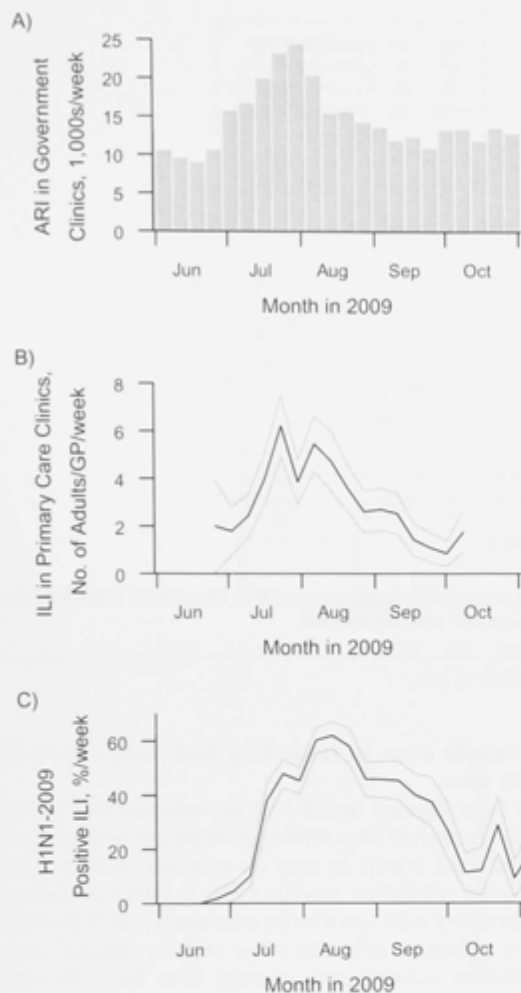 A)
ARI in Government
Clinics, 1,000s/week
25
20
15
10
5
0
Jun Jul Aug Sep Oct
Month in 2009
B)
ILI in Primary Care Clinics,
No. of Adults/GP/week
8
6
4
2
0
Jun Jul Aug Sep Oct
Month in 2009
C)
H1N1-2009
Positive ILI, %/week
60
40
20
0
Jun Jul Aug Sep Oct
Month in 2009